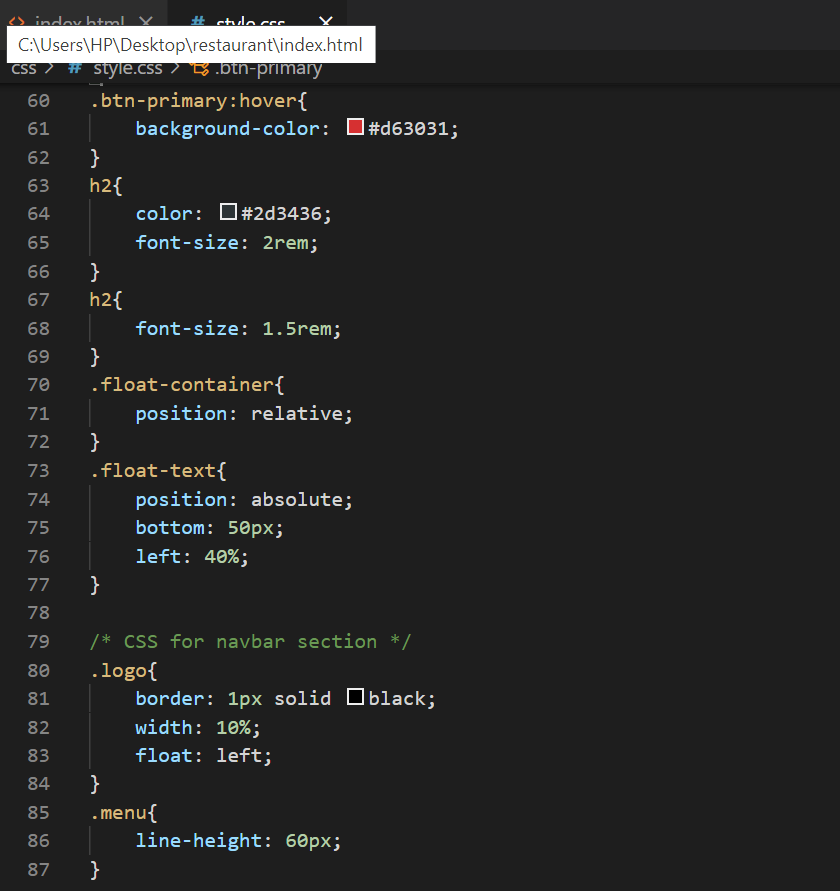 index.html style.css
C:\Users\HP\Desktop\restaurant\index.html
css > # style.css > .btn-primary
60 .btn-primary:hover{
61 background-color: #d63031;
62 }
63 h2{
64 color: #2d3436;
65 font-size: 2rem;
66 }
67 h2{
68 font-size: 1.5rem;
69 }
70 .float-container{
71 position: relative;
72 }
73 .float-text{
74 position: absolute;
75 bottom: 50px;
76 left: 40%;
77 }
78
79 /* CSS for navbar section */
80 .logo{
81 border: 1px solid black;
82 width: 10%;
83 float: left;
84 }
85 .menu{
86 line-height: 60px;
87 }